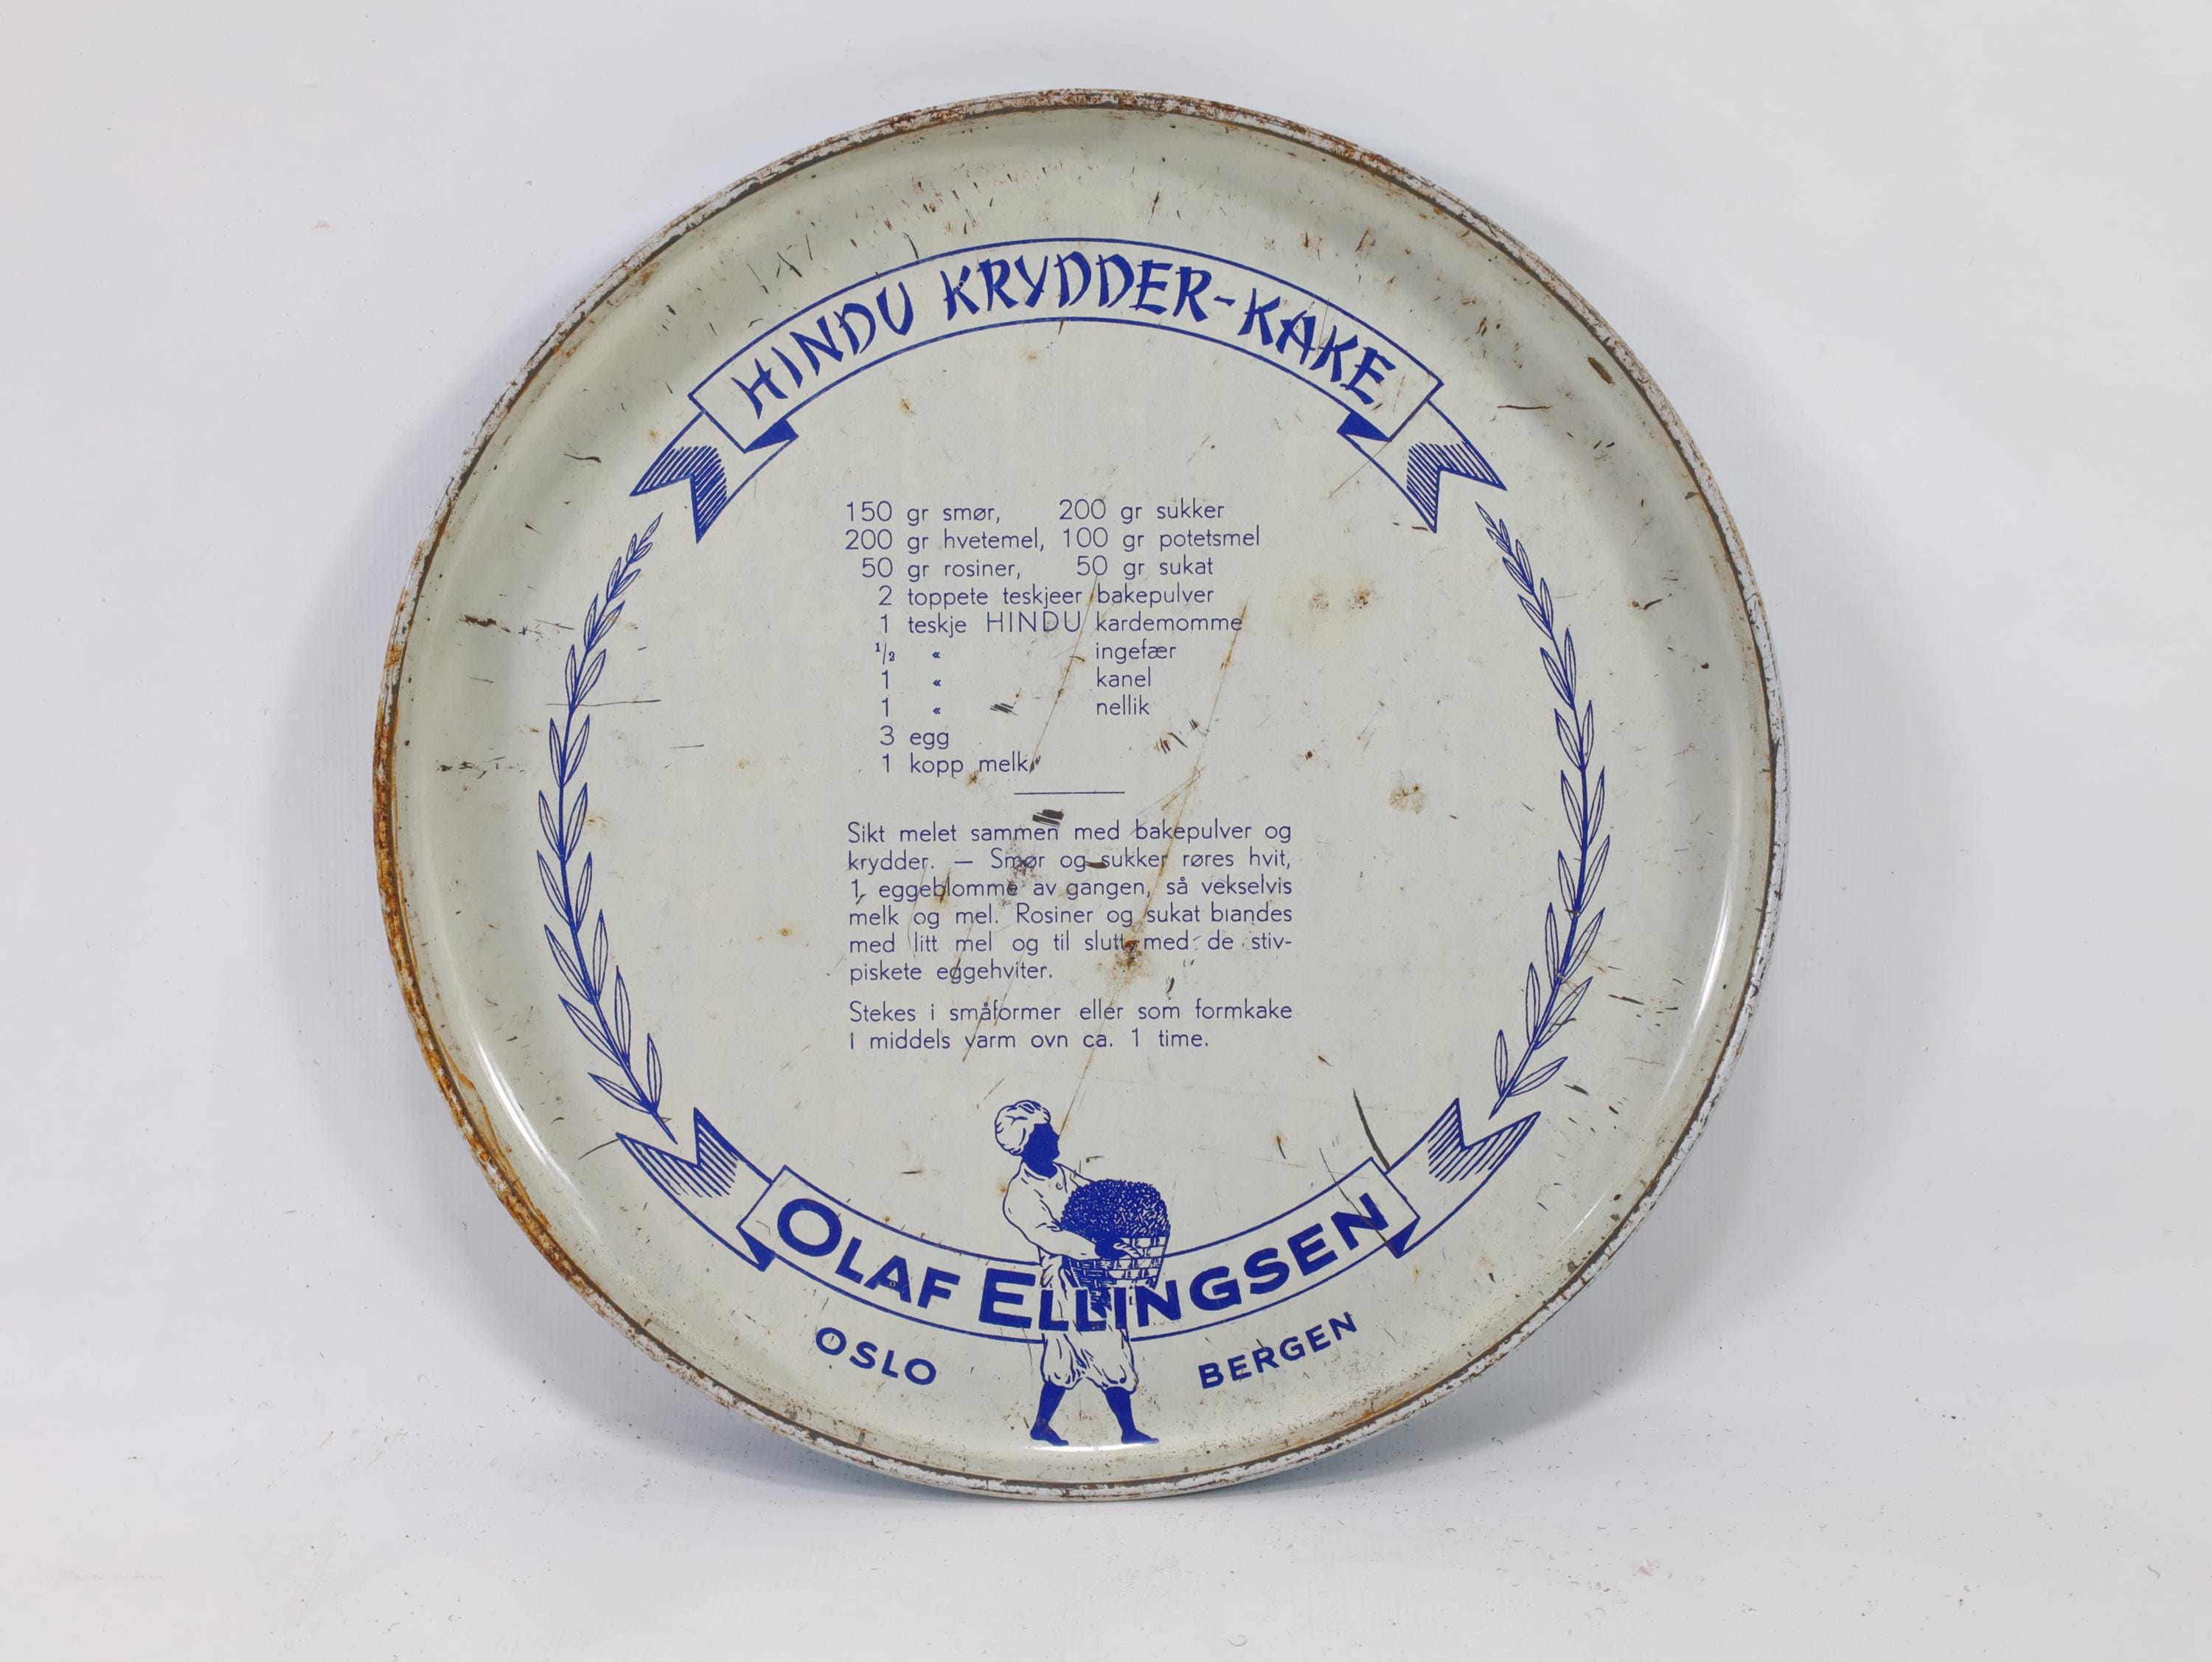 HINDU KRYDDER-KAKE
150 gr smør, 200 gr sukker
200 gr hvetemel, 100 gr potetsmel
50 gr rosiner, 50 gr sukat
2 toppete teskjeer bakepulver
1 teskje HINDU kardemomme
1/2 « ingefær
1 « kanel
1 « nellik
3 egg
1 kopp melk
Sikt melet sammen med bakepulver og
krydder. — Smør og sukker røres hvit,
1 eggeblomme av gangen, så vekselvis
melk og mel. Rosiner og sukat blandes
med litt mel og til slutt med de stiv-
piskete eggehviter.
Stekes i småformer eller som formkake
I middels varm ovn ca. 1 time.
OLAF ELLINGSEN
OSLO BERGEN